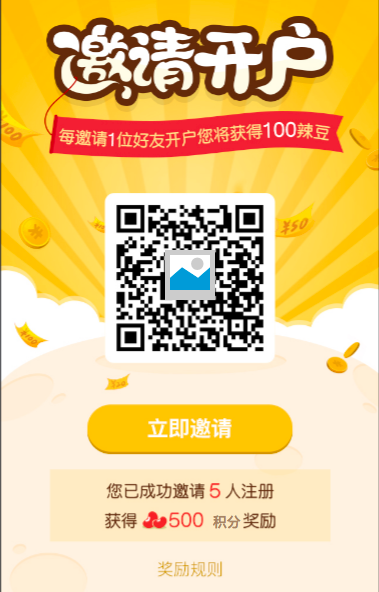 邀请开户
每邀请1位好友开户您将获得100辣豆
¥100
¥50
立即邀请
您已成功邀请 5 人注册
获得 500 积分 奖励
奖励规则